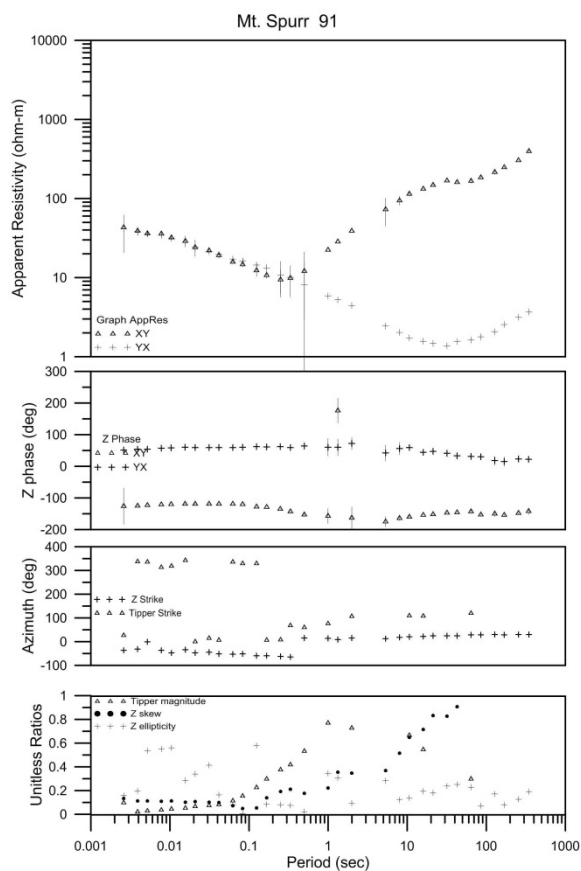 Mt. Spurr 91
Apparent Resistivity (ohm-m)
10000
1000
100
10
1
Graph AppRes
XY
YX
Z phase (deg)
300
200
100
0
-100
-200
Z Phase
XY
YX
Azimuth (deg)
400
300
200
100
0
-100
Z Strike
Tipper Strike
Unitless Ratios
1
0.8
0.6
0.4
0.2
0
Tipper magnitude
Z skew
Z ellipticity
0.001 0.01 0.1 1 10 100 1000
Period (sec)